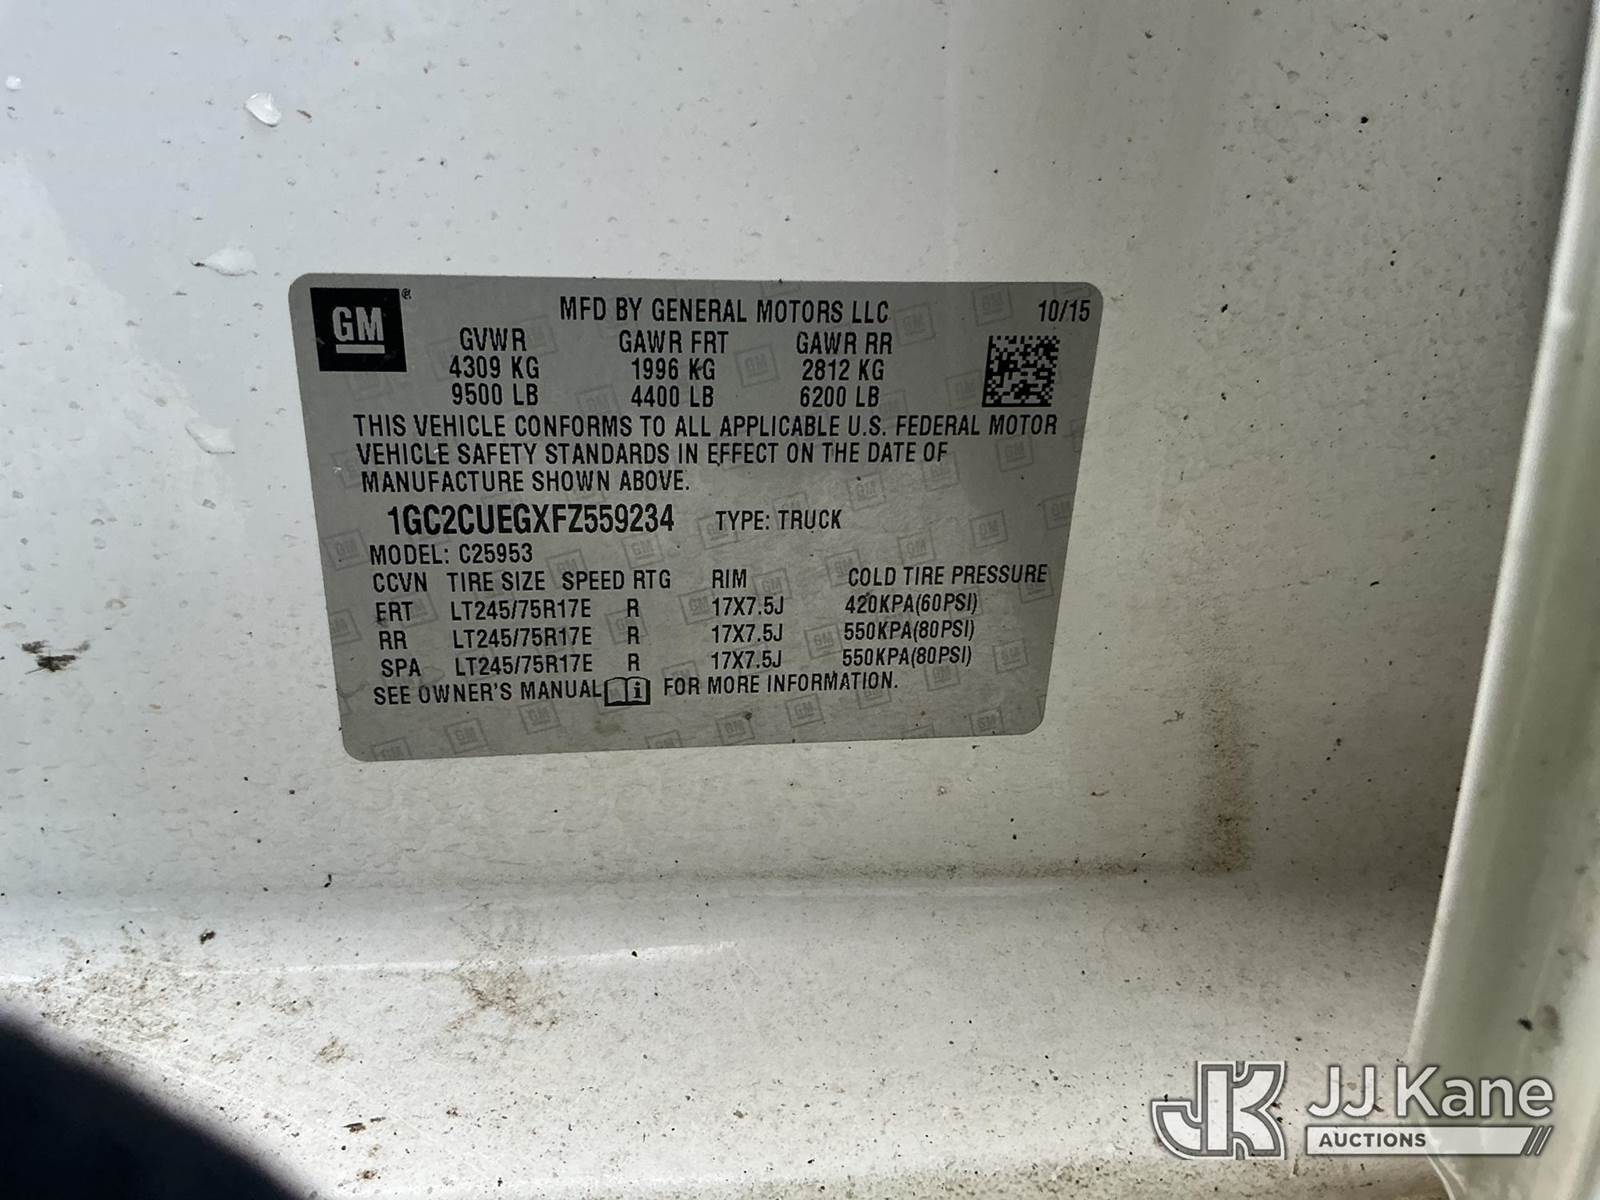 GM®
MFD BY GENERAL MOTORS LLC 10/15
GVWR GAWR FRT GAWR RR
4309 KG 1996 KG 2812 KG
9500 LB 4400 LB 6200 LB
THIS VEHICLE CONFORMS TO ALL APPLICABLE U.S. FEDERAL MOTOR
VEHICLE SAFETY STANDARDS IN EFFECT ON THE DATE OF
MANUFACTURE SHOWN ABOVE.
1GC2CUEGXFZ559234 TYPE: TRUCK
MODEL: C25953
CCVN TIRE SIZE SPEED RTG RIM COLD TIRE PRESSURE
FRT LT245/75R17E R 17X7.5J 420KPA(60PSI)
RR LT245/75R17E R 17X7.5J 550KPA(80PSI)
SPA LT245/75R17E R 17X7.5J 550KPA(80PSI)
SEE OWNER'S MANUAL i FOR MORE INFORMATION.
JK JJ Kane
AUCTIONS